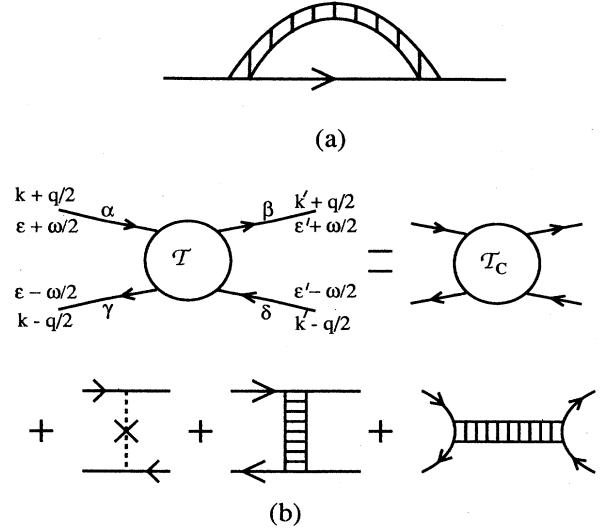 (a)
k + q/2 α β k′ + q/2
ε + ω/2 ε′ + ω/2
𝒯 = 𝒯C
ε − ω/2 ε′ − ω/2
k - q/2 γ δ k′ - q/2
+ + +
(b)